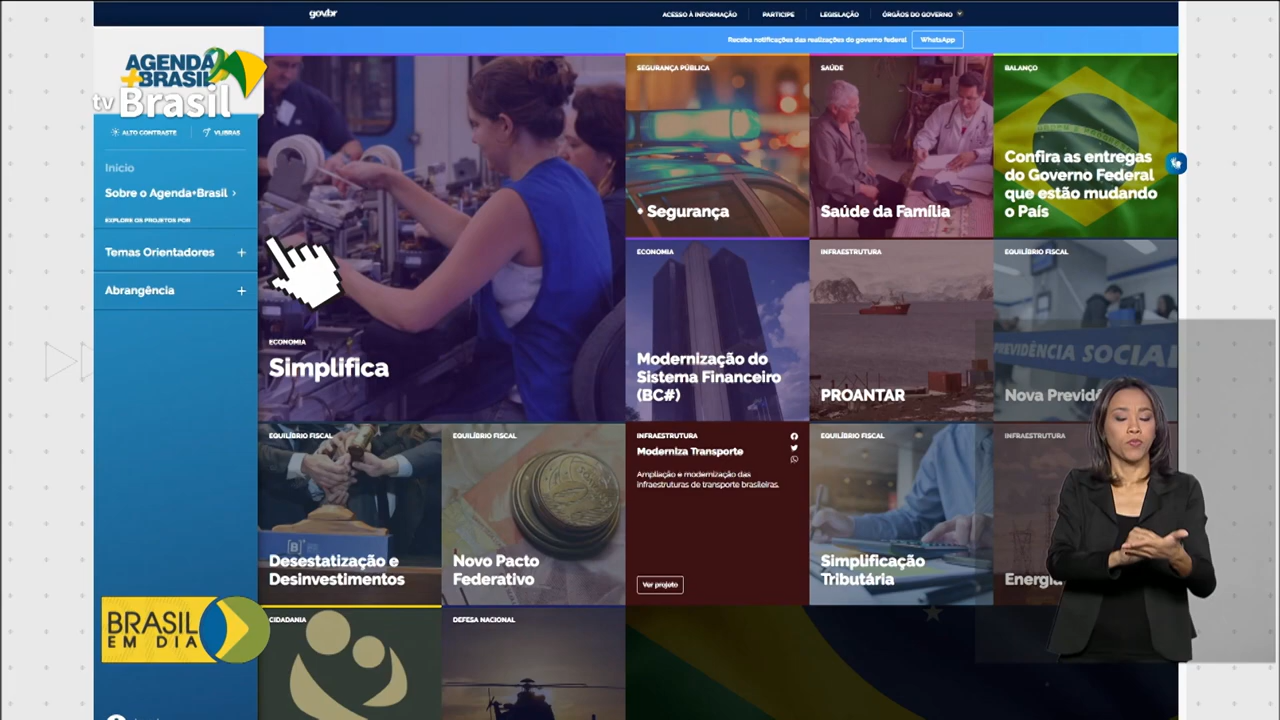 govbr
ACESSO À INFORMAÇÃO
PARTICIPE
LEGISLAÇÃO
ÓRGÃOS DO GOVERNO
Receba notificações das realizações do governo federal
WhatsApp
AGENDA
+BRASIL
tv Brasil
ALTO CONTRASTE
VLIBRAS
Início
Sobre o Agenda+Brasil
EXPLORE OS PROJETOS POR
Temas Orientadores +
Abrangência +
ECONOMIA
Simplifica
SEGURANÇA PÚBLICA
+ Segurança
SAÚDE
Saúde da Família
BALANÇO
Confira as entregas
do Governo Federal
que estão mudando
o País
ECONOMIA
Modernização do
Sistema Financeiro
(BC#)
INFRAESTRUTURA
PROANTAR
EQUILÍBRIO FISCAL
PREVIDÊNCIA SOCIAL
Nova Previdê
EQUILÍBRIO FISCAL
[B]
Desestatização e
Desinvestimentos
EQUILÍBRIO FISCAL
Novo Pacto
Federativo
INFRAESTRUTURA
Moderniza Transporte
Ampliação e modernização das
infraestruturas de transporte brasileiras.
Ver projeto
EQUILÍBRIO FISCAL
Simplificação
Tributária
INFRAESTRUTURA
Energia
BRASIL
EM DIA
CIDADANIA
DEFESA NACIONAL